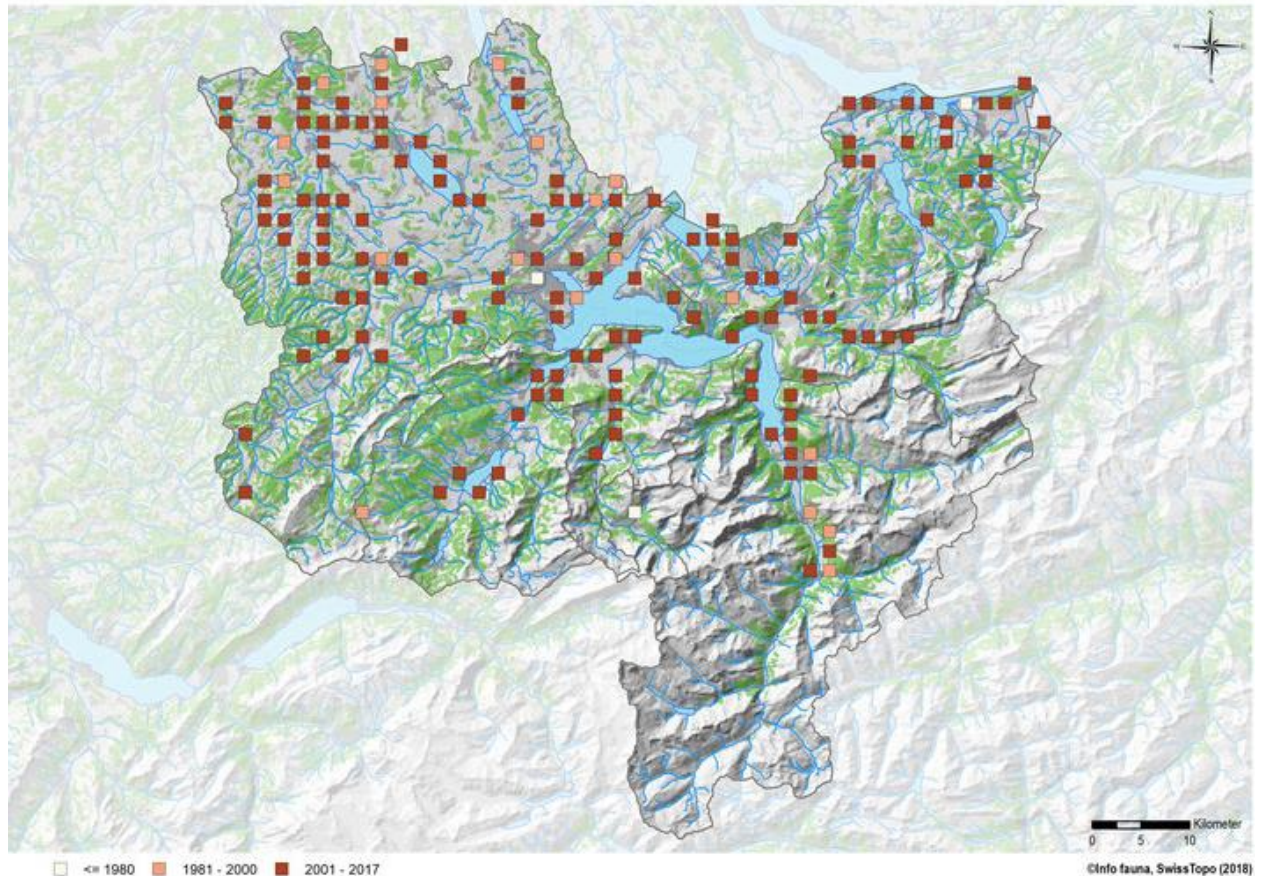 N
Kilometer
0 5 10
<= 1980 1981 - 2000 2001 - 2017
©Info fauna, SwissTopo (2018)